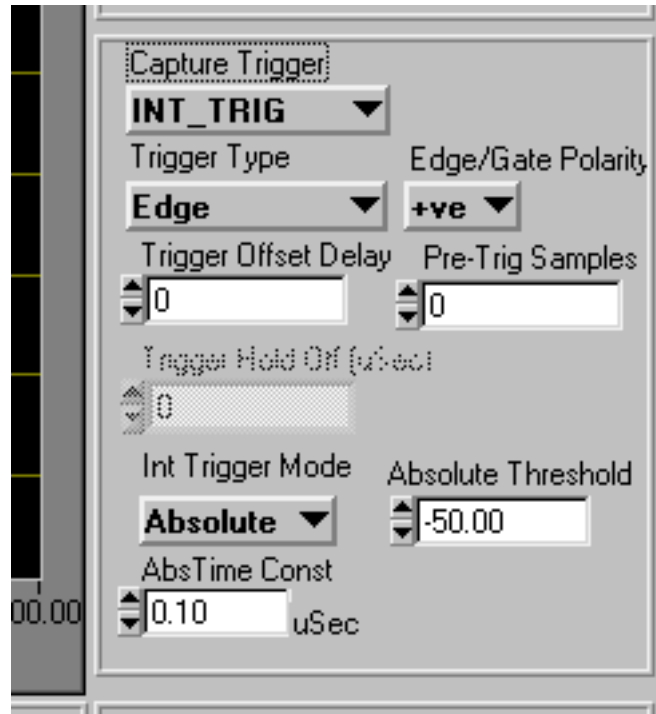 Capture Trigger
INT_TRIG
Trigger Type Edge/Gate Polarity
Edge +ve
Trigger Offset Delay Pre-Trig Samples
0 0
Trigger Hold Off (uSec)
0
Int Trigger Mode Absolute Threshold
Absolute -50.00
AbsTime Const
00.00 0.10 uSec